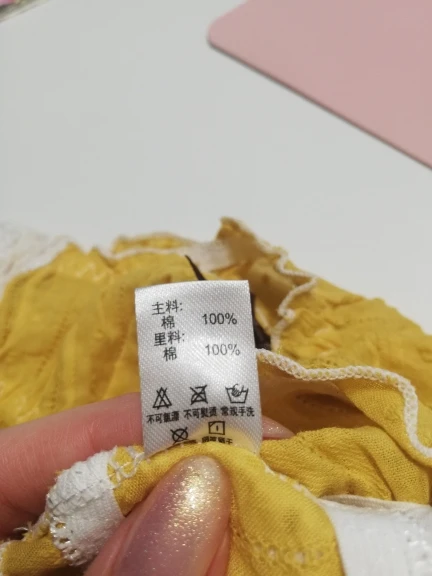 主料:
棉 100%
里料:
棉 100%
不可氯漂 不可熨烫 常规手洗